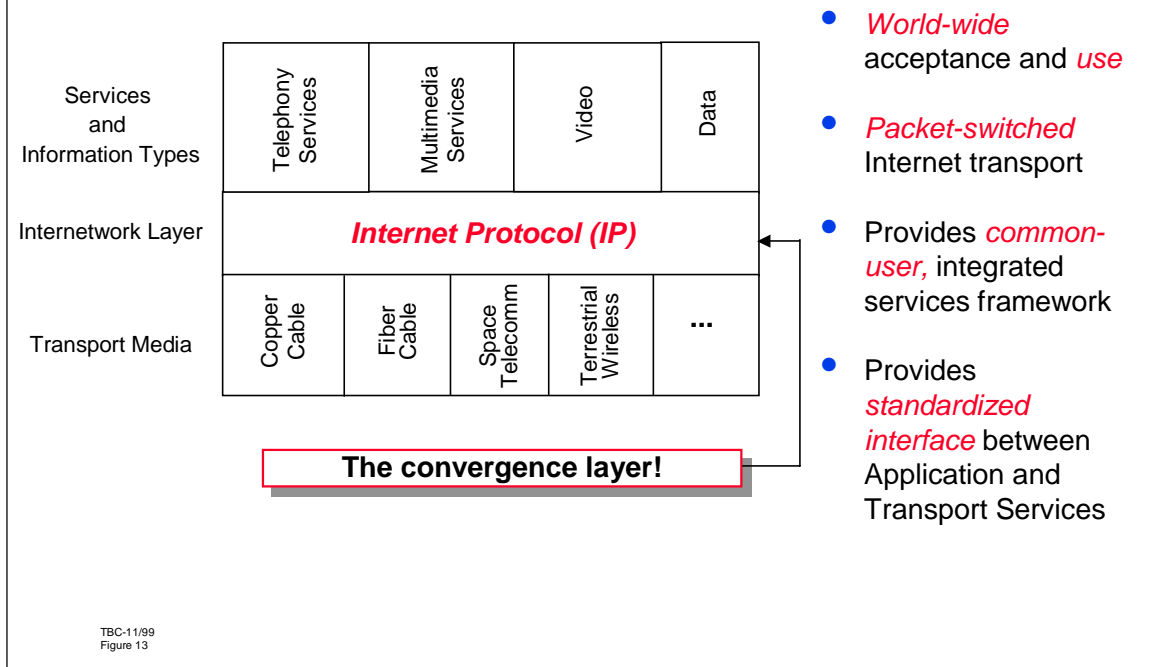 Services
and
Information Types
Telephony
Services
Multimedia
Services
Video
Data
Internetwork Layer
Internet Protocol (IP)
Transport Media
Copper
Cable
Fiber
Cable
Space
Telecomm
Terrestrial
Wireless
...
The convergence layer!
• World-wide
acceptance and use
• Packet-switched
Internet transport
• Provides common-
user, integrated
services framework
• Provides
standardized
interface between
Application and
Transport Services
TBC-11/99
Figure 13